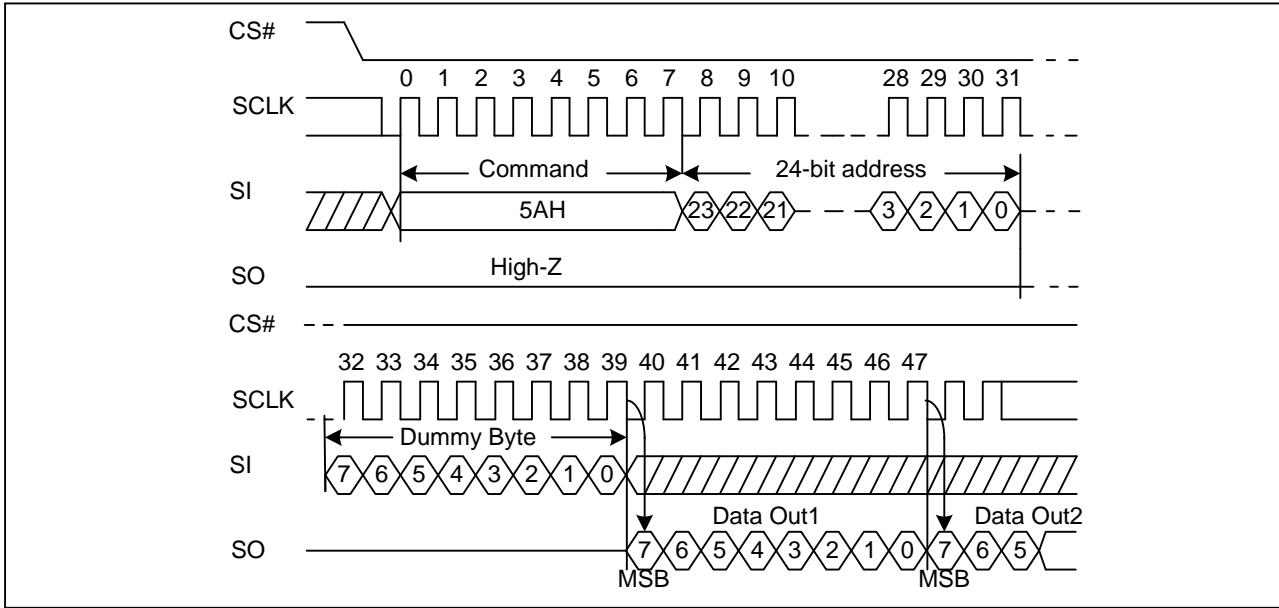 CS#
0 1 2 3 4 5 6 7 8 9 10 28 29 30 31
SCLK
Command 24-bit address
SI
5AH 23 22 21 3 2 1 0
High-Z
SO
CS#
32 33 34 35 36 37 38 39 40 41 42 43 44 45 46 47
SCLK
Dummy Byte
SI
7 6 5 4 3 2 1 0
Data Out1 Data Out2
SO
7 6 5 4 3 2 1 0 7 6 5
MSB MSB